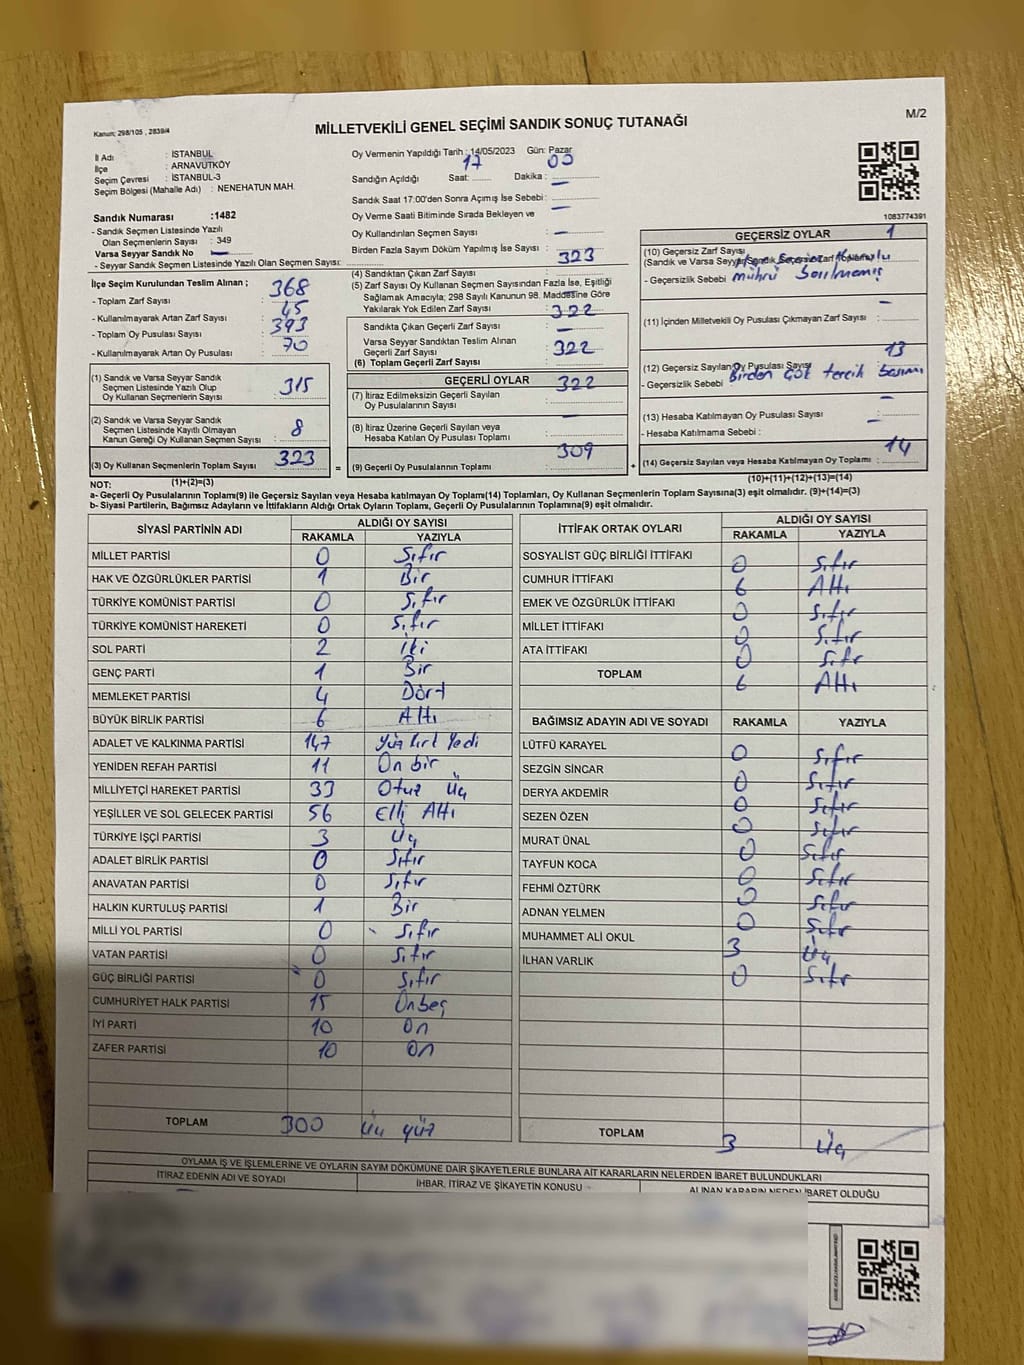 M/2
Kanun; 298/105 , 2839/4
MİLLETVEKİLİ GENEL SEÇİMİ SANDIK SONUÇ TUTANAĞI
İl Adı : İSTANBUL
İlçe : ARNAVUTKÖY
Seçim Çevresi : İSTANBUL-3
Seçim Bölgesi (Mahalle Adı) : NENEHATUN MAH.
Sandık Numarası :1482
- Sandık Seçmen Listesinde Yazılı
Olan Seçmenlerin Sayısı : 349
Varsa Seyyar Sandık No —
- Seyyar Sandık Seçmen Listesinde Yazılı Olan Seçmen Sayısı:
Oy Vermenin Yapıldığı Tarih : 14/05/2023 Gün: Pazar
Sandığın Açıldığı Saat: 17 Dakika : 00
Sandık Saat 17:00'den Sonra Açımış İse Sebebi : —
Oy Verme Saati Bitiminde Sırada Bekleyen ve
Oy Kullandırılan Seçmen Sayısı : —
Birden Fazla Sayım Döküm Yapılmış İse Sayısı : —
1083774391
İlçe Seçim Kurulundan Teslim Alınan ;
- Toplam Zarf Sayısı : 368
- Kullanılmayarak Artan Zarf Sayısı : 45
- Toplam Oy Pusulası Sayısı : 393
- Kullanılmayarak Artan Oy Pusulası : 70
(1) Sandık ve Varsa Seyyar Sandık
Seçmen Listesinde Yazılı Olup
Oy Kullanan Seçmenlerin Sayısı : 315
(2) Sandık ve Varsa Seyyar Sandık
Seçmen Listesinde Kayıtlı Olmayan
Kanun Gereği Oy Kullanan Seçmen Sayısı : 8
(3) Oy Kullanan Seçmenlerin Toplam Sayısı : 323
(1)+(2)=(3)
(4) Sandıktan Çıkan Zarf Sayısı : 323
(5) Zarf Sayısı Oy Kullanan Seçmen Sayısından Fazla İse, Eşitliği
Sağlamak Amacıyla; 298 Sayılı Kanunun 98. Maddesine Göre
Yakılarak Yok Edilen Zarf Sayısı :
Sandıkta Çıkan Geçerli Zarf Sayısı : 322
Varsa Seyyar Sandıktan Teslim Alınan
Geçerli Zarf Sayısı : —
(6) Toplam Geçerli Zarf Sayısı : 322
GEÇERLİ OYLAR
(7) İtiraz Edilmeksizin Geçerli Sayılan
Oy Pusulalarının Sayısı : 322
(8) İtiraz Üzerine Geçerli Sayılan veya
Hesaba Katılan Oy Pusulası Toplamı : —
(9) Geçerli Oy Pusulalarının Toplamı : 309
GEÇERSİZ OYLAR
(10) Geçersiz Zarf Sayısı 1
(Sandık ve Varsa Seyyar Sandık Geçersiz Zarf Toplamı)
- Geçersizlik Sebebi mührü basılmamış
(11) İçinden Milletvekili Oy Pusulası Çıkmayan Zarf Sayısı : —
(12) Geçersiz Sayılan Oy Pusulası Sayısı 13
- Geçersizlik Sebebi Birden çok tercih basımı
(13) Hesaba Katılmayan Oy Pusulası Sayısı : —
- Hesaba Katılmama Sebebi : —
(14) Geçersiz Sayılan veya Hesaba Katılmayan Oy Toplamı : 14
(10)+(11)+(12)+(13)=(14)
NOT:
a- Geçerli Oy Pusulalarının Toplamı(9) ile Geçersiz Sayılan veya Hesaba katılmayan Oy Toplam(14) Toplamları, Oy Kullanan Seçmenlerin Toplam Sayısına(3) eşit olmalıdır. (9)+(14)=(3)
b- Siyasi Partilerin, Bağımsız Adayların ve İttifakların Aldığı Ortak Oyların Toplamı, Geçerli Oy Pusulalarının Toplamına(9) eşit olmalıdır.
SİYASİ PARTİNİN ADI ALDIĞI OY SAYISI
RAKAMLA YAZIYLA
MİLLET PARTİSİ 0 Sıfır
HAK VE ÖZGÜRLÜKLER PARTİSİ 1 Bir
TÜRKİYE KOMÜNİST PARTİSİ 0 Sıfır
TÜRKİYE KOMÜNİST HAREKETİ 0 Sıfır
SOL PARTİ 2 İki
GENÇ PARTİ 1 Bir
MEMLEKET PARTİSİ 4 Dört
BÜYÜK BİRLİK PARTİSİ 6 Altı
ADALET VE KALKINMA PARTİSİ 147 Yüz kırk Yedi
YENİDEN REFAH PARTİSİ 11 On bir
MİLLİYETÇİ HAREKET PARTİSİ 33 Otuz Üç
YEŞİLLER VE SOL GELECEK PARTİSİ 56 Elli Altı
TÜRKİYE İŞÇİ PARTİSİ 3 Üç
ADALET BİRLİK PARTİSİ 0 Sıfır
ANAVATAN PARTİSİ 0 Sıfır
HALKIN KURTULUŞ PARTİSİ 1 Bir
MİLLİ YOL PARTİSİ 0 Sıfır
VATAN PARTİSİ 0 Sıfır
GÜÇ BİRLİĞİ PARTİSİ 0 Sıfır
CUMHURİYET HALK PARTİSİ 15 Onbeş
İYİ PARTİ 10 On
ZAFER PARTİSİ 10 On
TOPLAM 300 Üç yüz
İTTİFAK ORTAK OYLARI ALDIĞI OY SAYISI
RAKAMLA YAZIYLA
SOSYALİST GÜÇ BİRLİĞİ İTTİFAKI 0 Sıfır
CUMHUR İTTİFAKI 6 Altı
EMEK VE ÖZGÜRLÜK İTTİFAKI 0 Sıfır
MİLLET İTTİFAKI 0 Sıfır
ATA İTTİFAKI 0 Sıfır
TOPLAM 6 Altı
BAĞIMSIZ ADAYIN ADI VE SOYADI RAKAMLA YAZIYLA
LÜTFÜ KARAYEL 0 Sıfır
SEZGİN SİNCAR 0 Sıfır
DERYA AKDEMİR 0 Sıfır
SEZEN ÖZEN 0 Sıfır
MURAT ÜNAL 0 Sıfır
TAYFUN KOCA 0 Sıfır
FEHMİ ÖZTÜRK 0 Sıfır
ADNAN YELMEN 0 Sıfır
MUHAMMET ALİ OKUL 3 Üç
İLHAN VARLIK 0 Sıfır
TOPLAM 3 Üç
OYLAMA İŞ VE İŞLEMLERİNE VE OYLARIN SAYIM DÖKÜMÜNE DAİR ŞİKAYETLERLE BUNLARA AİT KARARLARIN NELERDEN İBARET BULUNDUKLARI
İTİRAZ EDENİN ADI VE SOYADI İHBAR, İTİRAZ VE ŞİKAYETİN KONUSU ALINAN KARARIN NEDEN İBARET OLDUĞU